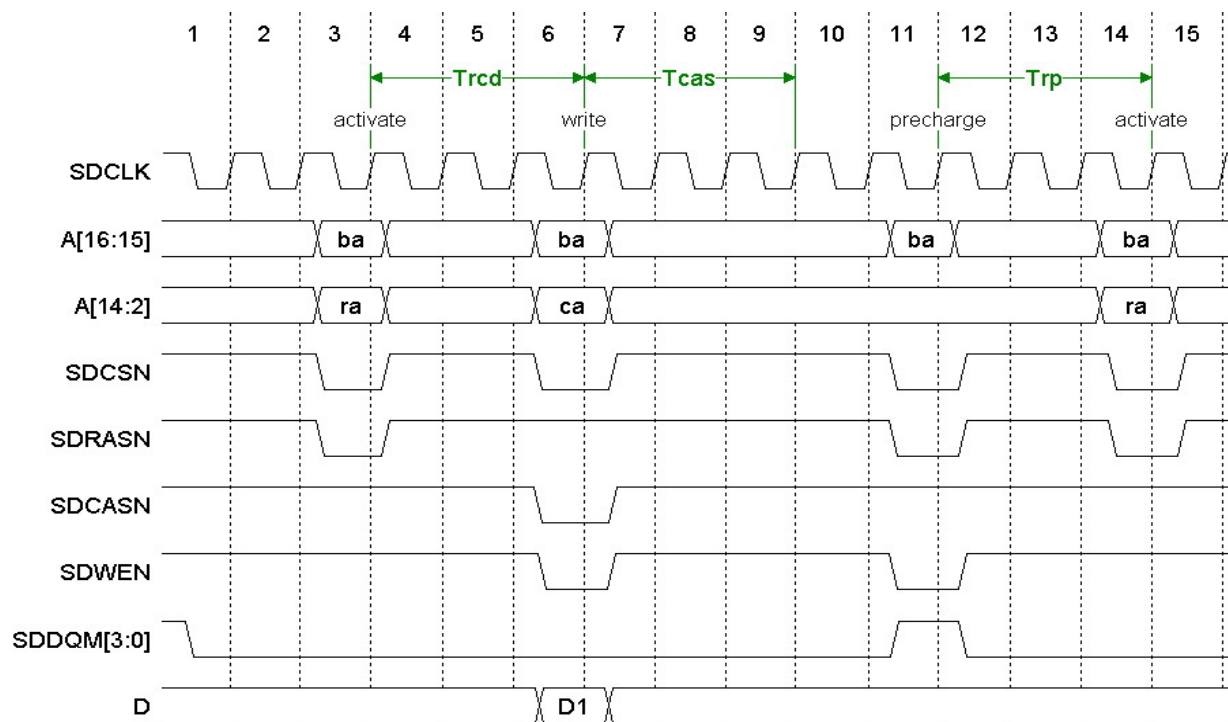 1 2 3 4 5 6 7 8 9 10 11 12 13 14 15
Trcd Tcas Trp
activate write precharge activate
SDCLK
A[16:15] ba ba ba ba
A[14:2] ra ca ra
SDCSN
SDRASN
SDCASN
SDWEN
SDDQM[3:0]
D D1